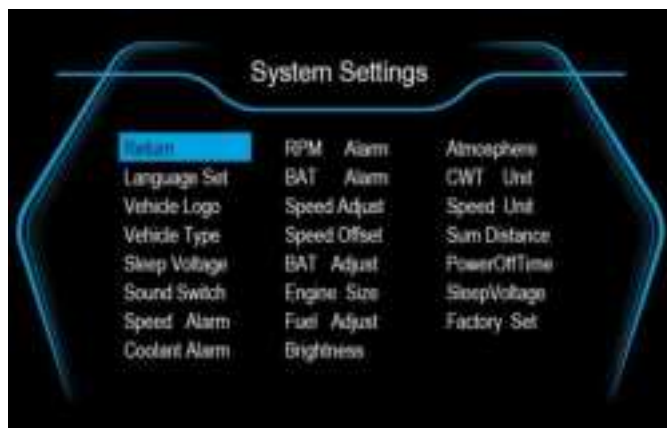 System Settings
Return
Language Set
Vehicle Logo
Vehicle Type
Sleep Voltage
Sound Switch
Speed Alarm
Coolant Alarm
RPM Alarm
BAT Alarm
Speed Adjust
Speed Offset
BAT Adjust
Engine Size
Fuel Adjust
Brightness
Atmosphere
CWT Unit
Speed Unit
Sum Distance
PowerOffTime
SleepVoltage
Factory Set